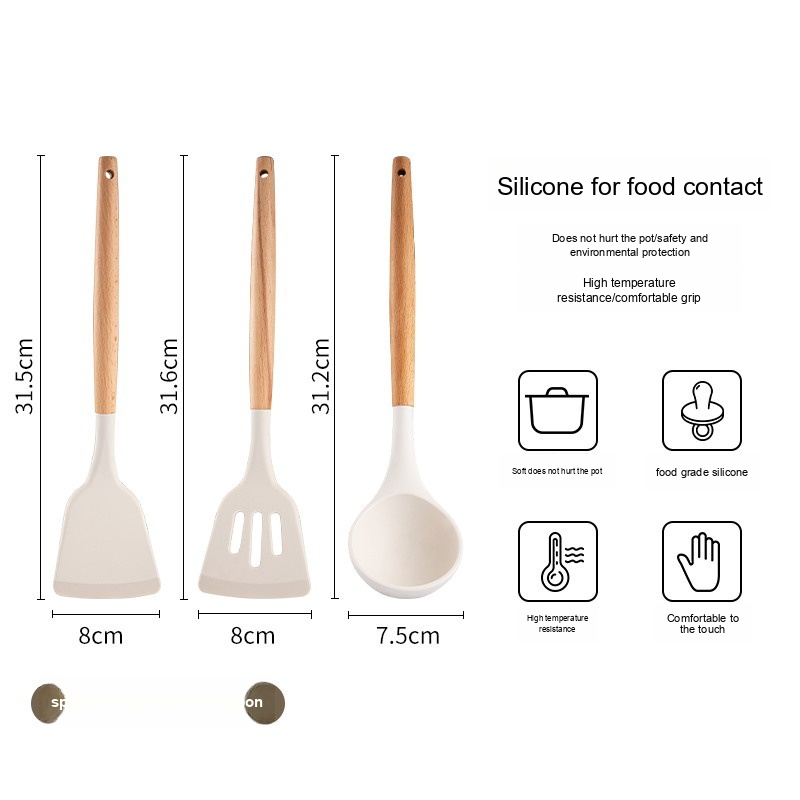 Silicone for food contact
Does not hurt the pot/safety and
environmental protection
High temperature
resistance/comfortable grip
31.5cm
31.6cm
31.2cm
Soft does not hurt the pot
food grade silicone
High temperature
resistance
Comfortable to
the touch
8cm
8cm
7.5cm